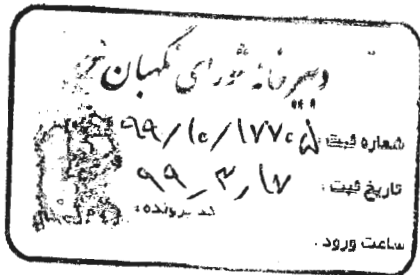 دبیرخانه شورای نگهبان
شماره ثبت: ۹۹/۱۰/۱۷۷۰۵
تاریخ ثبت: ۹۹/۳/۱۷
کد پرونده:
ساعت ورود: